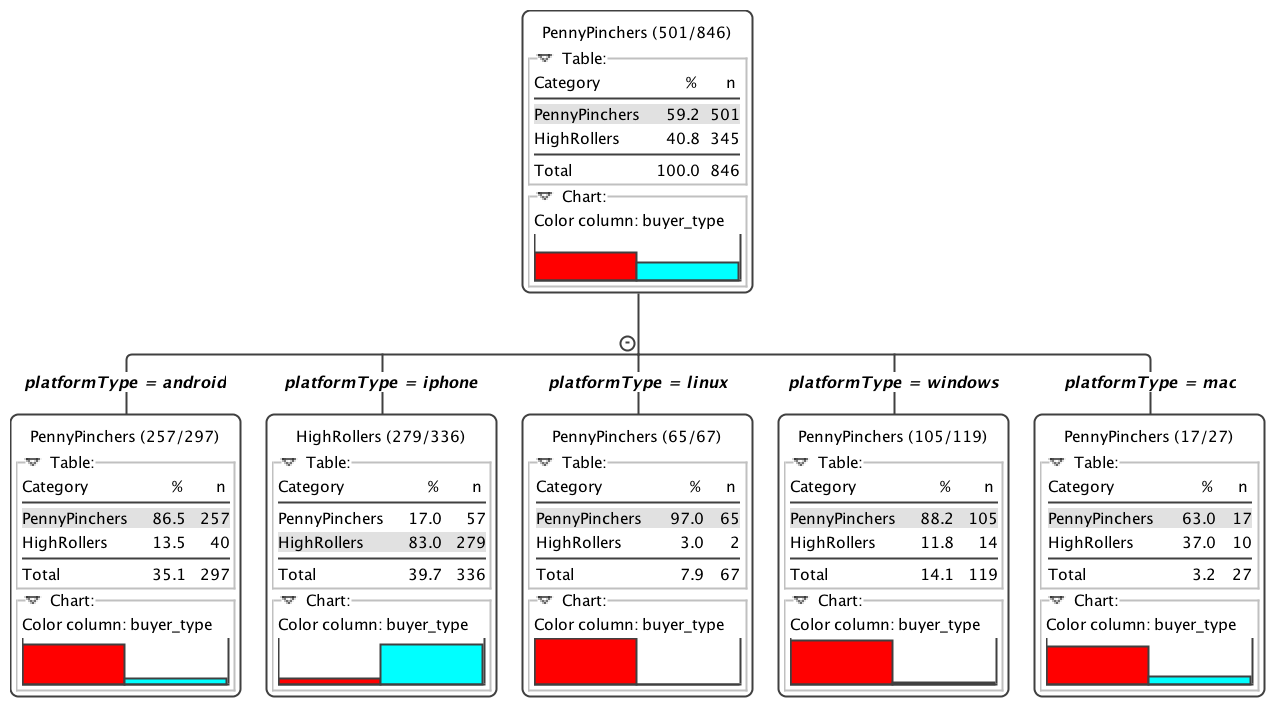 PennyPinchers (501/846)
Table:
Category % n
PennyPinchers 59.2 501
HighRollers 40.8 345
Total 100.0 846
Chart:
Color column: buyer_type
platformType = android
PennyPinchers (257/297)
Table:
Category % n
PennyPinchers 86.5 257
HighRollers 13.5 40
Total 35.1 297
Chart:
Color column: buyer_type
platformType = iphone
HighRollers (279/336)
Table:
Category % n
PennyPinchers 17.0 57
HighRollers 83.0 279
Total 39.7 336
Chart:
Color column: buyer_type
platformType = linux
PennyPinchers (65/67)
Table:
Category % n
PennyPinchers 97.0 65
HighRollers 3.0 2
Total 7.9 67
Chart:
Color column: buyer_type
platformType = windows
PennyPinchers (105/119)
Table:
Category % n
PennyPinchers 88.2 105
HighRollers 11.8 14
Total 14.1 119
Chart:
Color column: buyer_type
platformType = mac
PennyPinchers (17/27)
Table:
Category % n
PennyPinchers 63.0 17
HighRollers 37.0 10
Total 3.2 27
Chart:
Color column: buyer_type